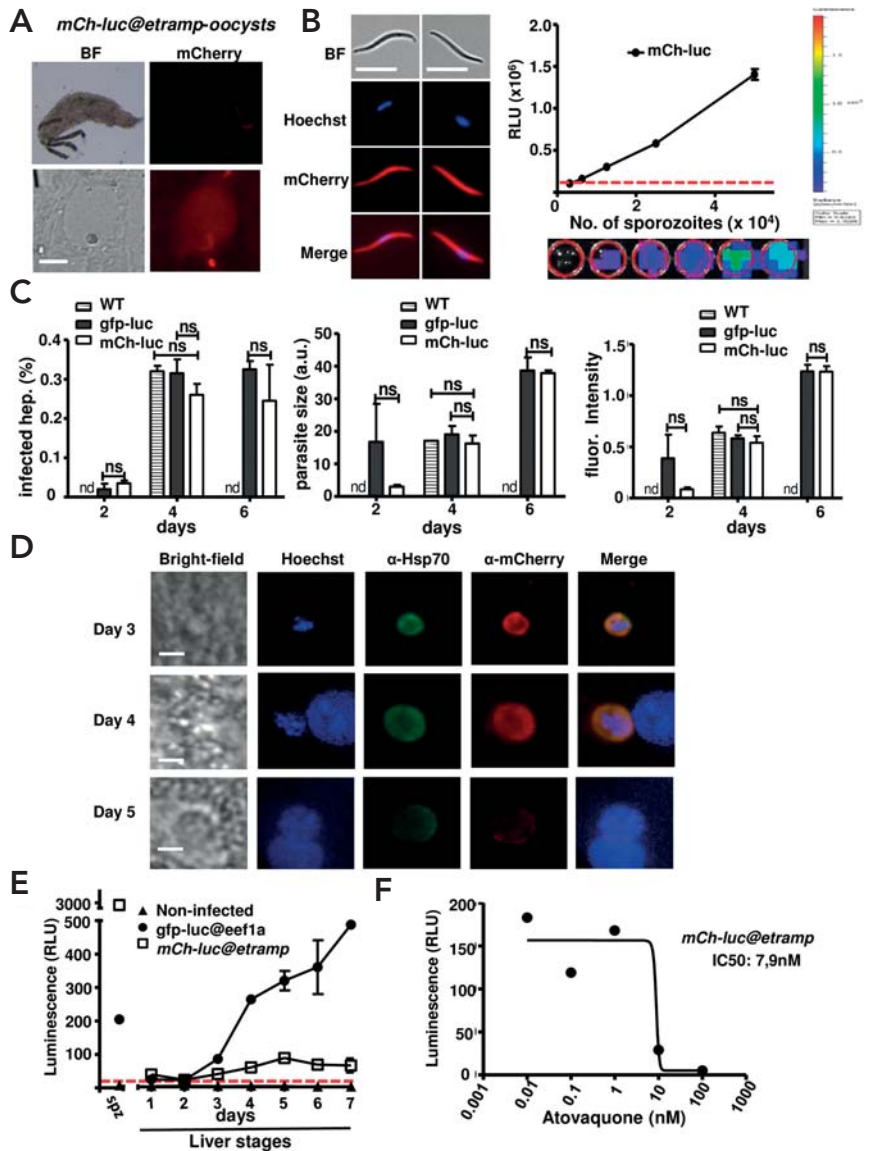 A
mCh-luc@etramp-oocysts
BF
mCherry
B
BF
Hoechst
mCherry
Merge
mCh-luc
RLU (x10⁶)
2.0
1.5
1.0
0.5
0
2
4
No. of sporozoites (x 10⁴)
C
WT
gfp-luc
mCh-luc
ns
ns
ns
ns
infected hep. (%)
0.4
0.3
0.2
0.1
0.0
nd
nd
2
4
6
days
WT
gfp-luc
mCh-luc
ns
ns
ns
ns
parasite size (a.u.)
50
40
30
20
10
0
nd
nd
2
4
6
days
WT
gfp-luc
mCh-luc
ns
ns
ns
ns
fluor. Intensity
1.5
1.0
0.5
0.0
nd
nd
2
4
6
days
D
Bright-field
Hoechst
α-Hsp70
α-mCherry
Merge
Day 3
Day 4
Day 5
E
Non-infected
gfp-luc@eef1a
mCh-luc@etramp
Luminescence (RLU)
3000
500
400
300
200
100
spz
1
2
3
4
5
6
7
days
Liver stages
F
mCh-luc@etramp
IC50: 7,9nM
Luminescence (RLU)
200
150
100
50
0
0.001
0.01
0.1
1
10
100
1000
Atovaquone (nM)